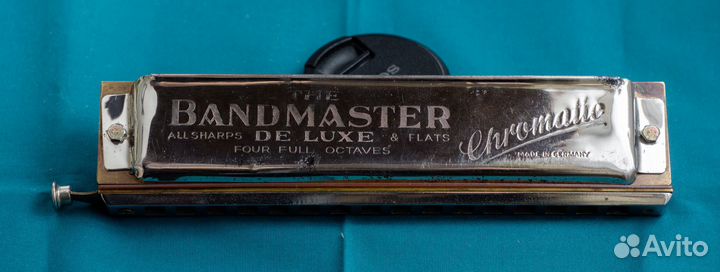 THE
BANDMASTER
ALL SHARPS DE LUXE & FLATS
FOUR FULL OCTAVES
Chromatic
MADE IN GERMANY
Avito